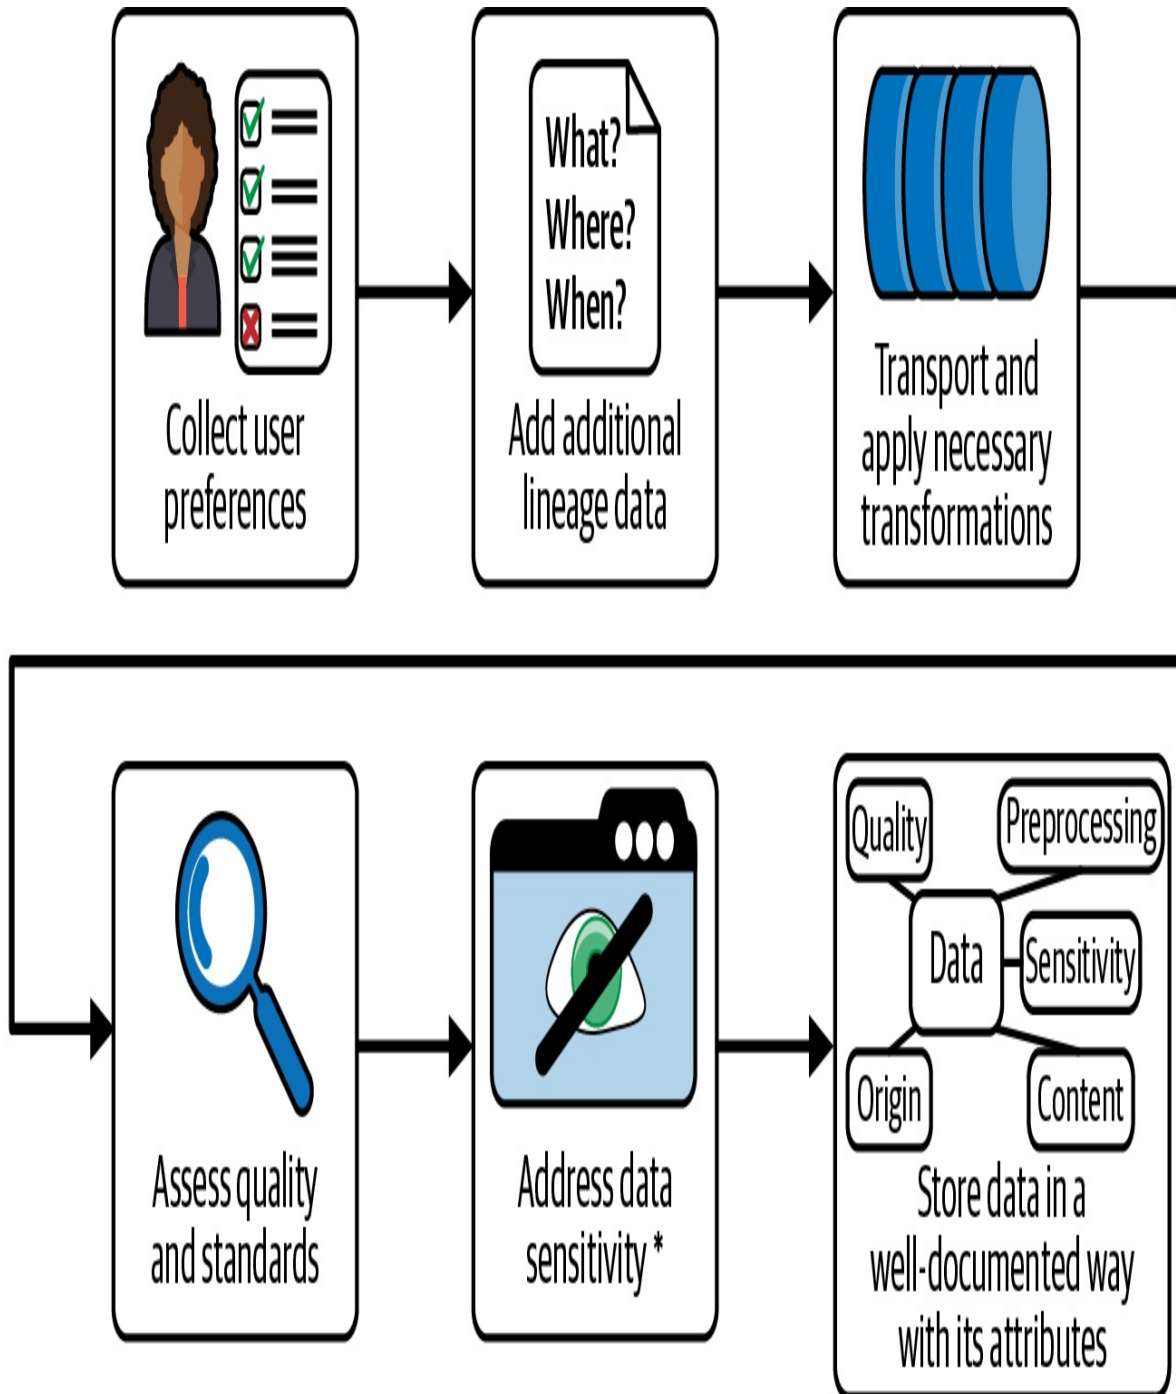 What?
Where?
When?
Collect user
preferences
Add additional
lineage data
Transport and
apply necessary
transformations
Assess quality
and standards
Address data
sensitivity *
Quality
Preprocessing
Data
Sensitivity
Origin
Content
Store data in a
well-documented way
with its attributes